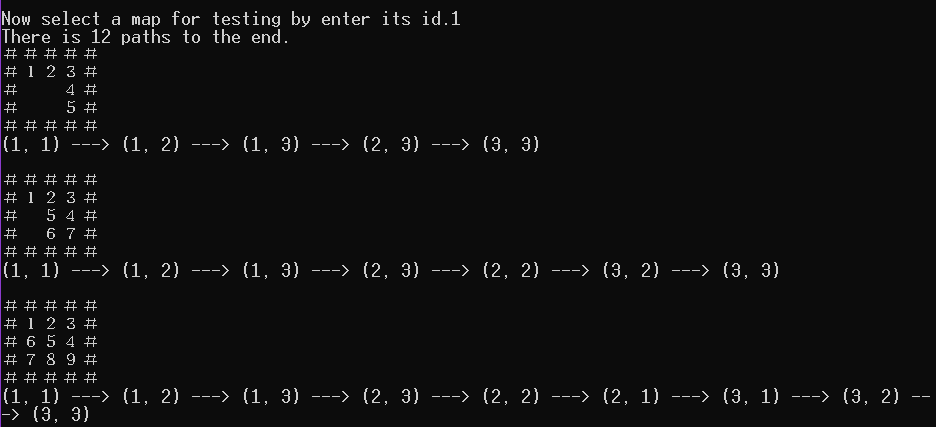 Now select a map for testing by enter its id.1
There is 12 paths to the end.
# # # # #
# 1 2 3 #
#     4 #
#     5 #
# # # # #
(1, 1) ---> (1, 2) ---> (1, 3) ---> (2, 3) ---> (3, 3)
# # # # #
# 1 2 3 #
#   5 4 #
#   6 7 #
# # # # #
(1, 1) ---> (1, 2) ---> (1, 3) ---> (2, 3) ---> (2, 2) ---> (3, 2) ---> (3, 3)
# # # # #
# 1 2 3 #
# 6 5 4 #
# 7 8 9 #
# # # # #
(1, 1) ---> (1, 2) ---> (1, 3) ---> (2, 3) ---> (2, 2) ---> (2, 1) ---> (3, 1) ---> (3, 2) --
-> (3, 3)